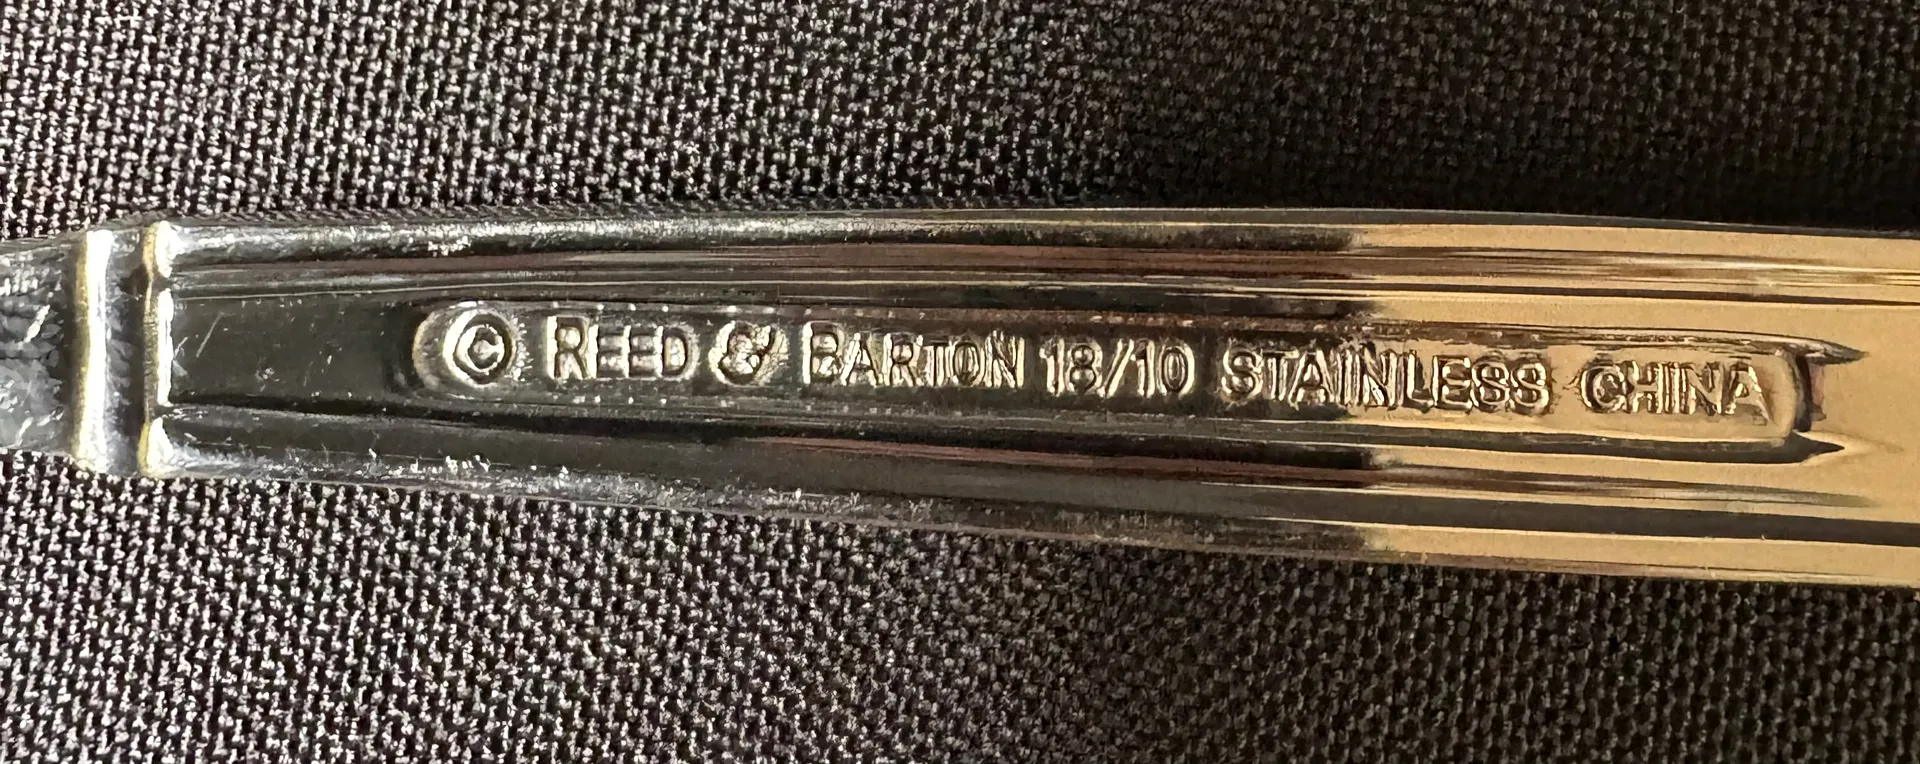 © REED & BARTON 18/10 STAINLESS CHINA